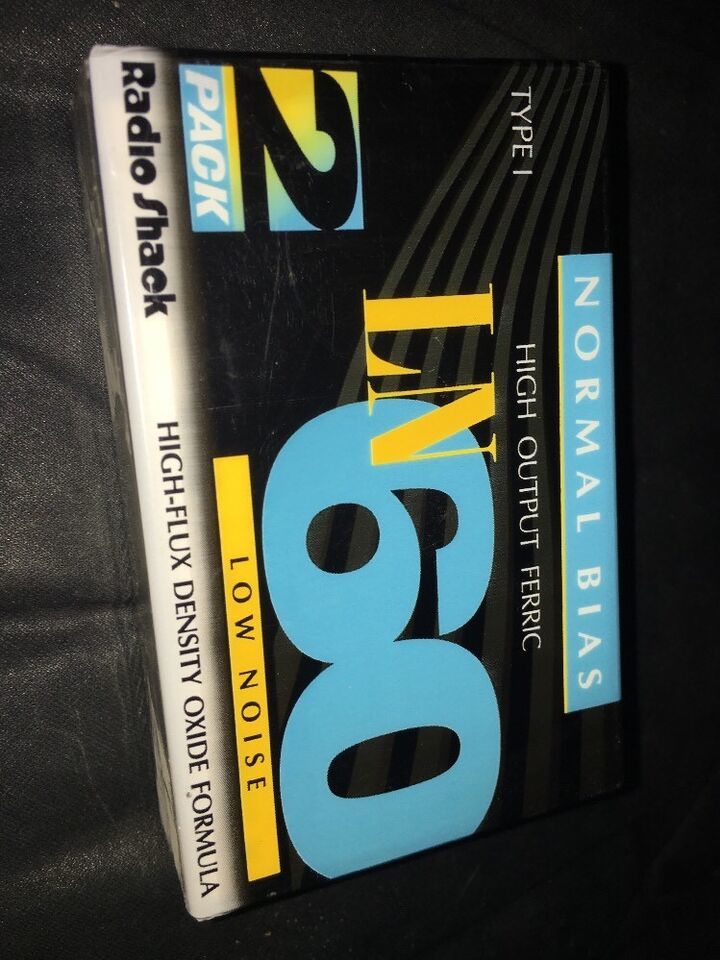 NORMAL BIAS
TYPE I
HIGH OUTPUT FERRIC
LN
60
2
PACK
LOW NOISE
Radio Shack
HIGH-FLUX DENSITY OXIDE FORMULA